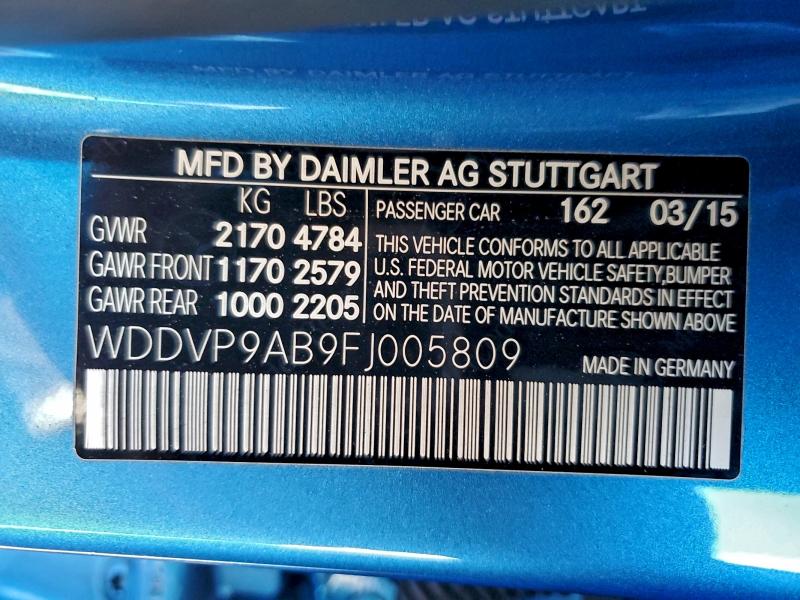 MFD BY DAIMLER AG STUTTGART
KG LBS
GVWR 2170 4784
GAWR FRONT 1170 2579
GAWR REAR 1000 2205
PASSENGER CAR 162 03/15
THIS VEHICLE CONFORMS TO ALL APPLICABLE
U.S. FEDERAL MOTOR VEHICLE SAFETY,BUMPER
AND THEFT PREVENTION STANDARDS IN EFFECT
ON THE DATE OF MANUFACTURE SHOWN ABOVE
WDDVP9AB9FJ005809
MADE IN GERMANY